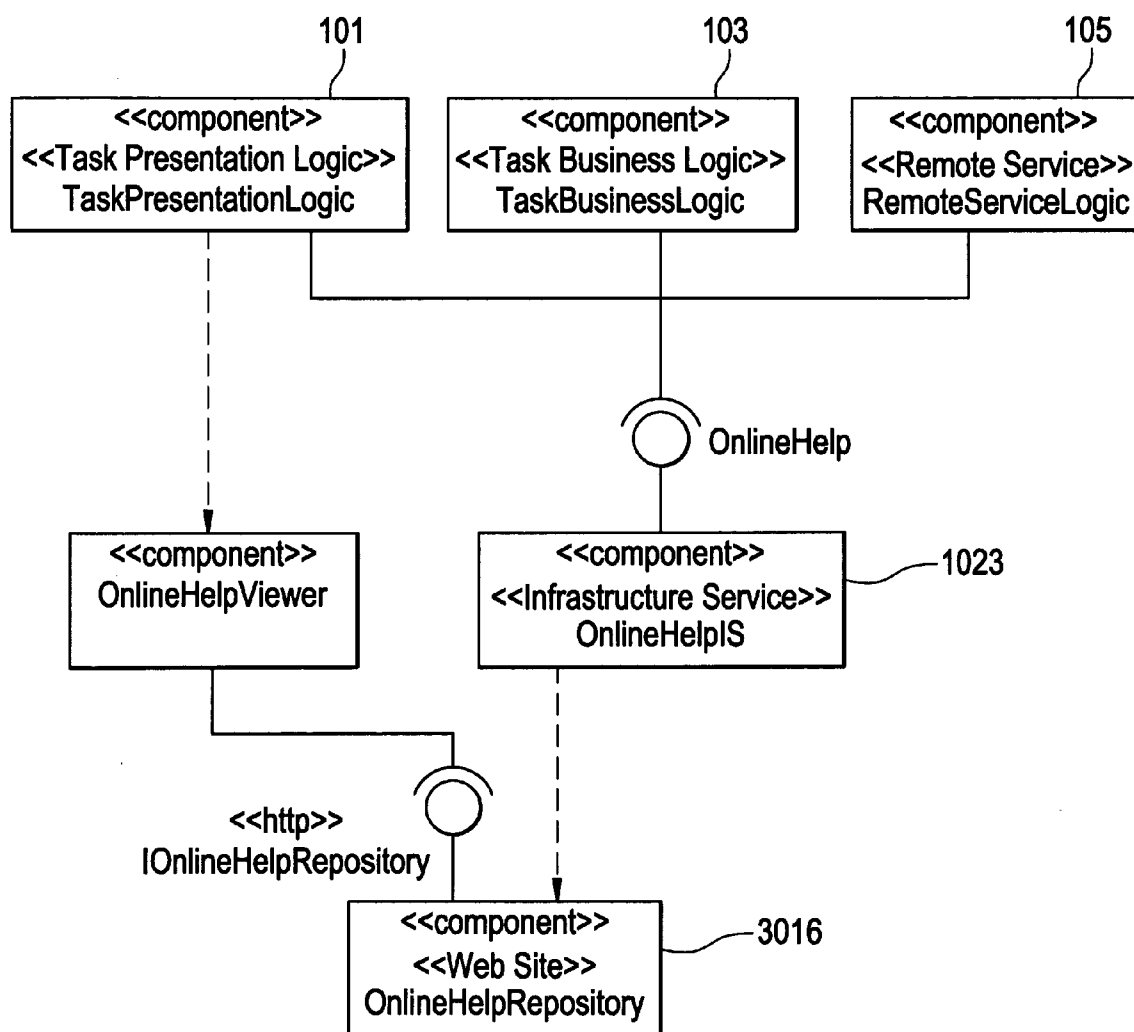 101
103
105
<<component>>
<<Task Presentation Logic>>
TaskPresentationLogic
<<component>>
<<Task Business Logic>>
TaskBusinessLogic
<<component>>
<<Remote Service>>
RemoteServiceLogic
OnlineHelp
<<component>>
OnlineHelpViewer
<<component>>
<<Infrastructure Service>>
OnlineHelpIS
1023
<<http>>
IOnlineHelpRepository
<<component>>
<<Web Site>>
OnlineHelpRepository
3016